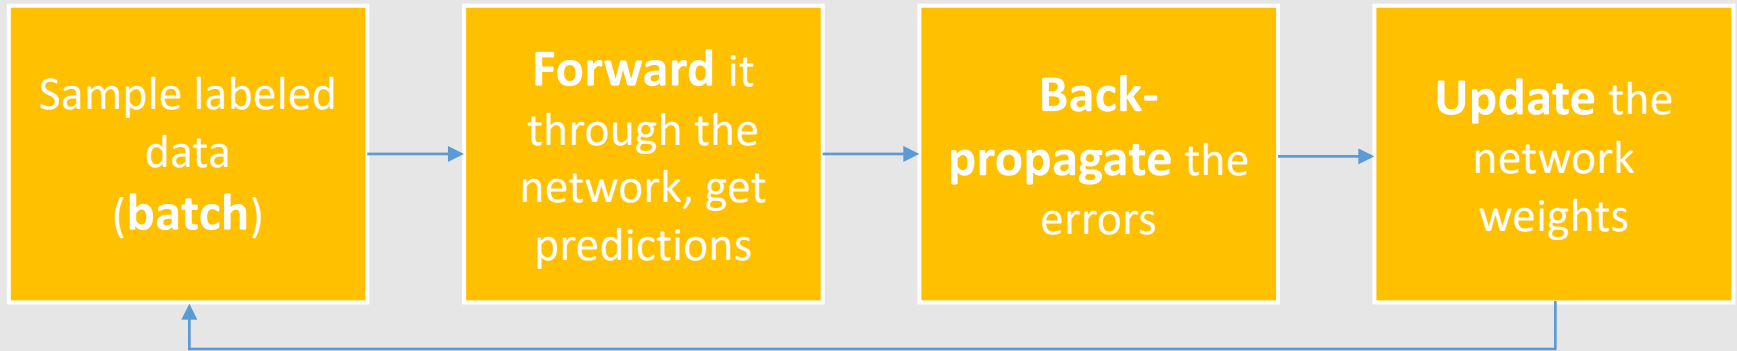 Sample labeled
data
(batch)
Forward it
through the
network, get
predictions
Back-
propagate the
errors
Update the
network
weights